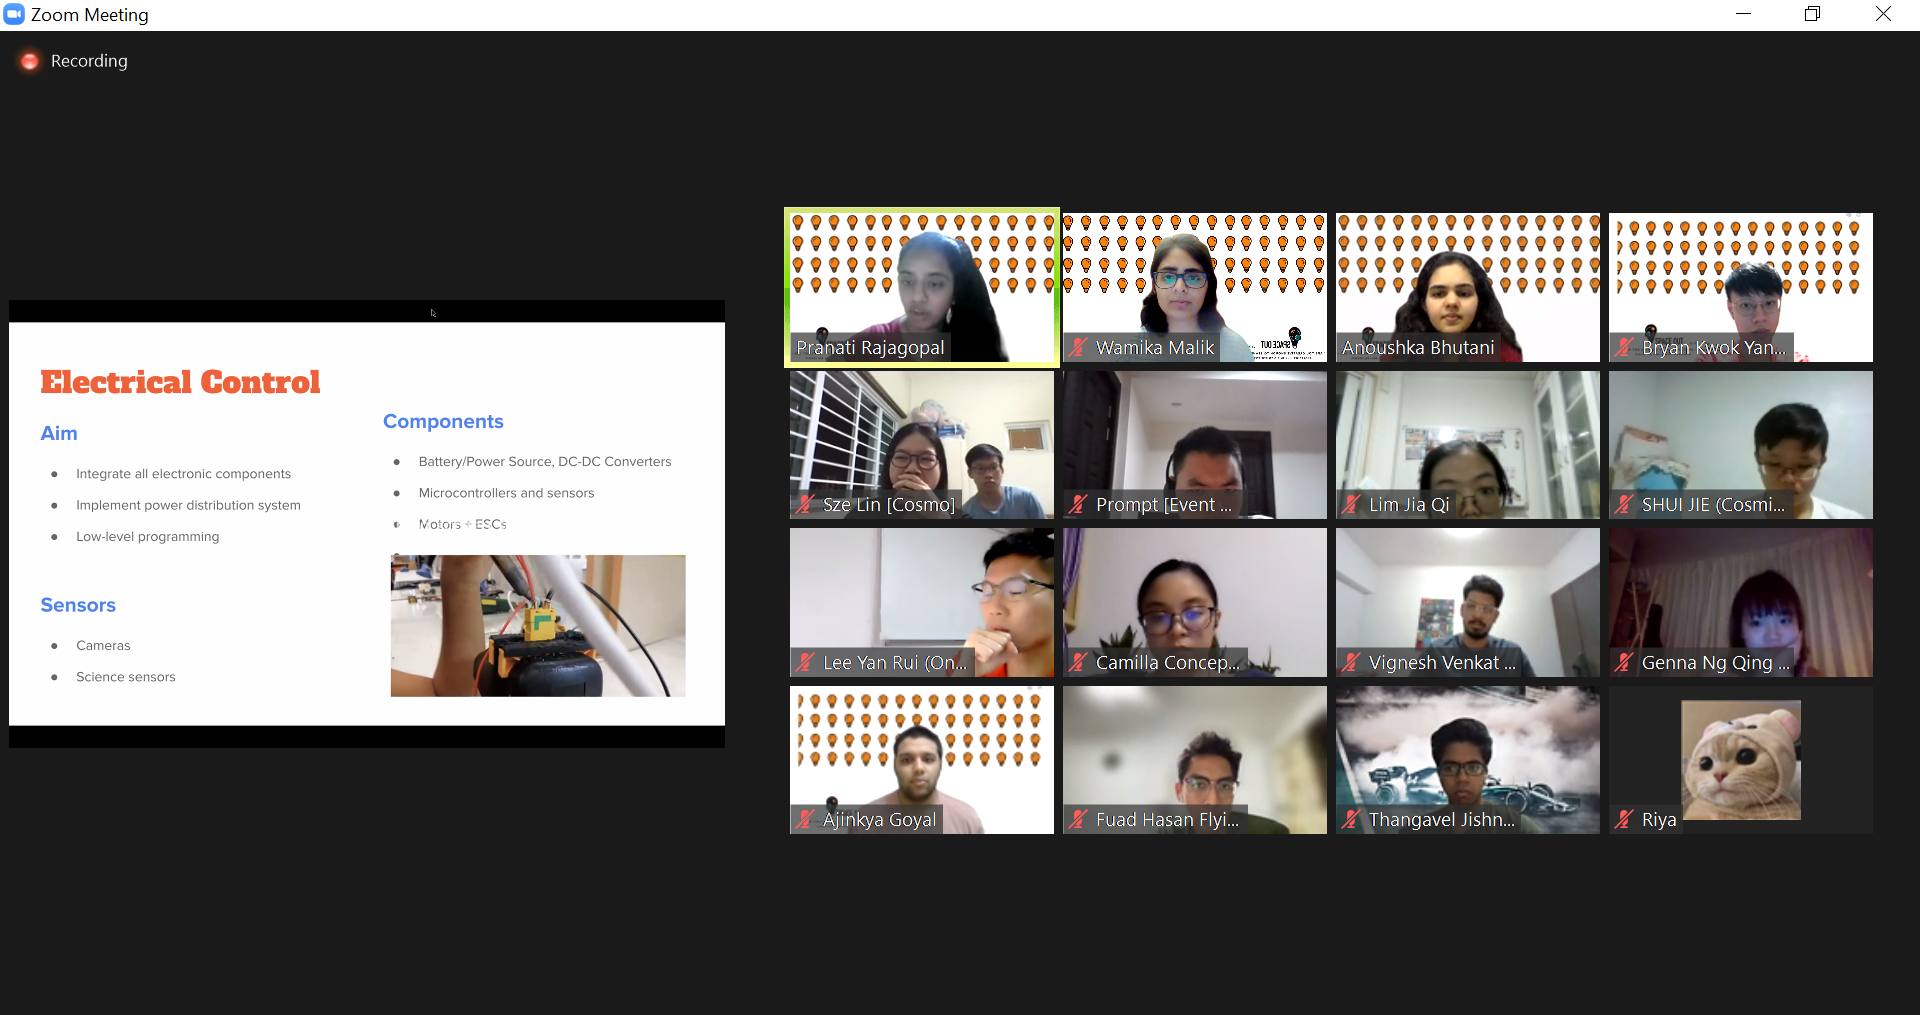 Zoom Meeting
Recording
Electrical Control
Aim
Integrate all electronic components
Implement power distribution system
Low-level programming
Sensors
Cameras
Science sensors
Components
Battery/Power Source, DC-DC Converters
Microcontrollers and sensors
Motors + ESCs
Pranati Rajagopal
SPACE OUT
Wamika Malik
Anoushka Bhutani
Bryan Kwok Yan...
Sze Lin [Cosmo]
Prompt [Event ...
Lim Jia Qi
SHUI JIE (Cosmi...
Lee Yan Rui (On...
Camilla Concep...
Vignesh Venkat ...
Genna Ng Qing ...
Ajinkya Goyal
Fuad Hasan Flyi...
Thangavel Jishn...
Riya